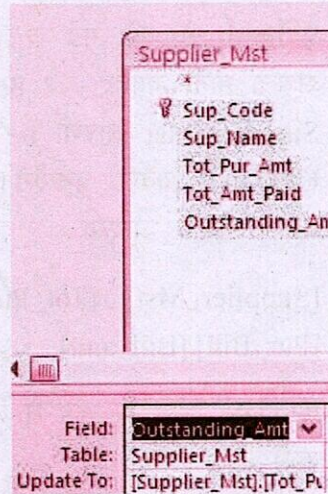 Supplier_Mst
*
Sup_Code
Sup_Name
Tot_Pur_Amt
Tot_Amt_Paid
Outstanding_Am
Field: Outstanding_Amt
Table: Supplier_Mst
Update To: [Supplier_Mst].[Tot_Pu